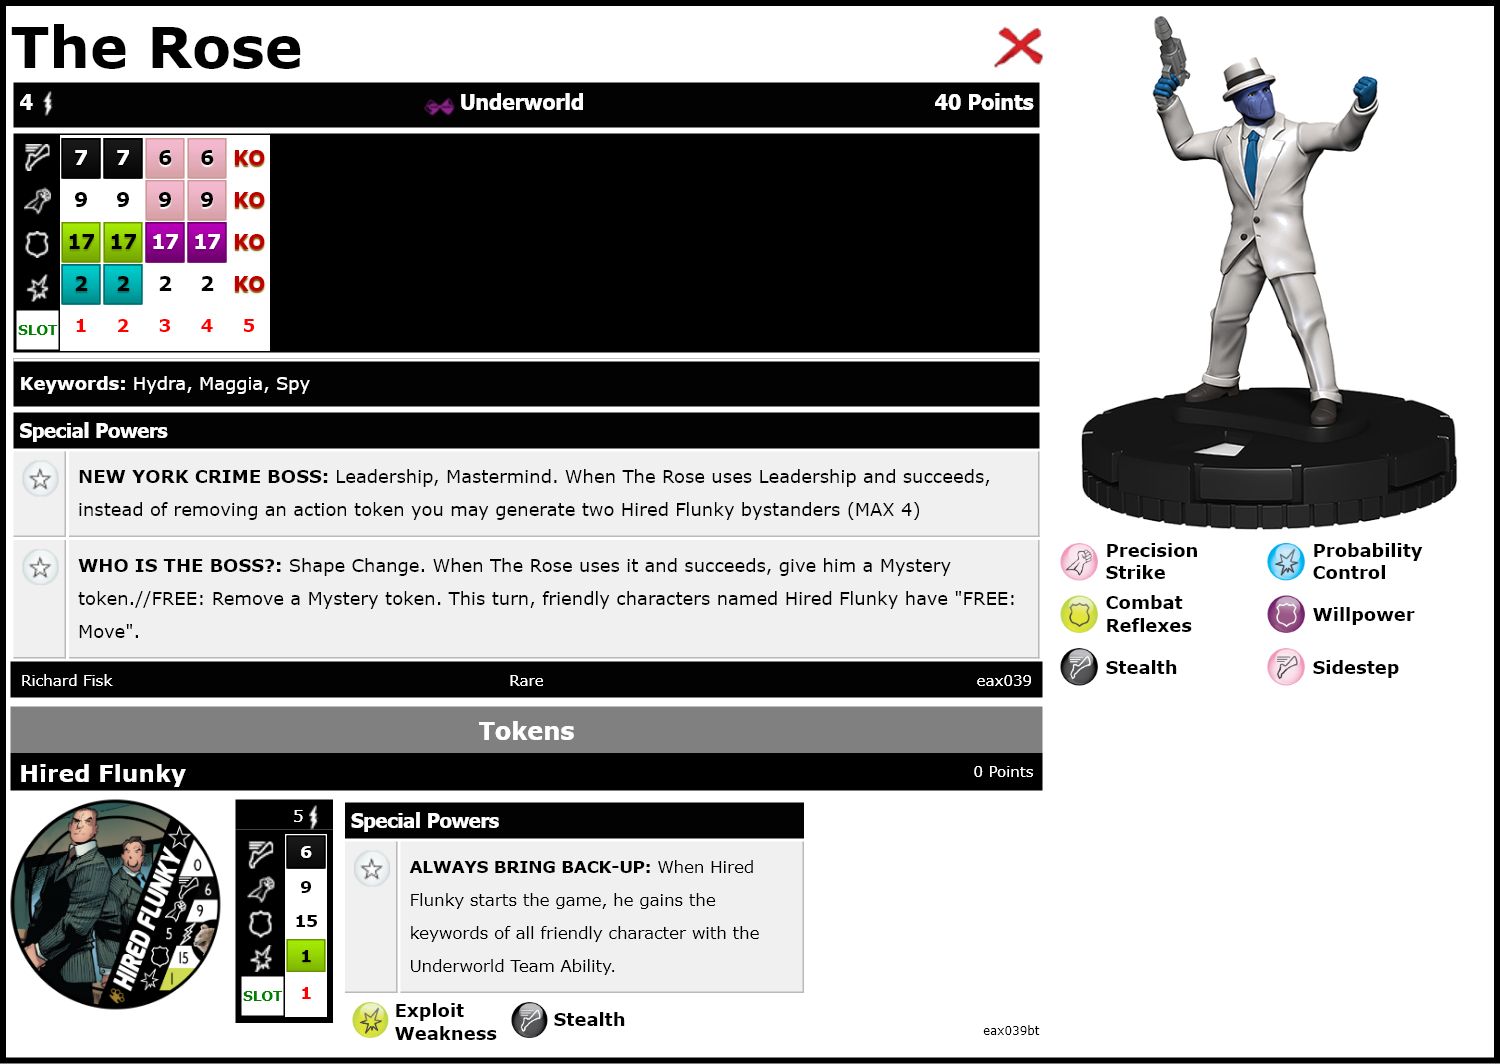 The Rose
4 Underworld 40 Points
7 7 6 6 KO
9 9 9 9 KO
17 17 17 17 KO
2 2 2 2 KO
SLOT 1 2 3 4 5
Keywords: Hydra, Maggia, Spy
Special Powers
NEW YORK CRIME BOSS: Leadership, Mastermind. When The Rose uses Leadership and succeeds,
instead of removing an action token you may generate two Hired Flunky bystanders (MAX 4)
WHO IS THE BOSS?: Shape Change. When The Rose uses it and succeeds, give him a Mystery
token.//FREE: Remove a Mystery token. This turn, friendly characters named Hired Flunky have "FREE:
Move".
Richard Fisk Rare eax039
Precision
Strike
Probability
Control
Combat
Reflexes
Willpower
Stealth
Sidestep
Tokens
Hired Flunky 0 Points
HIRED FLUNKY
0
6
9
5
15
1
5
6
9
15
1
SLOT 1
Special Powers
ALWAYS BRING BACK-UP: When Hired
Flunky starts the game, he gains the
keywords of all friendly character with the
Underworld Team Ability.
Exploit
Weakness
Stealth
eax039bt